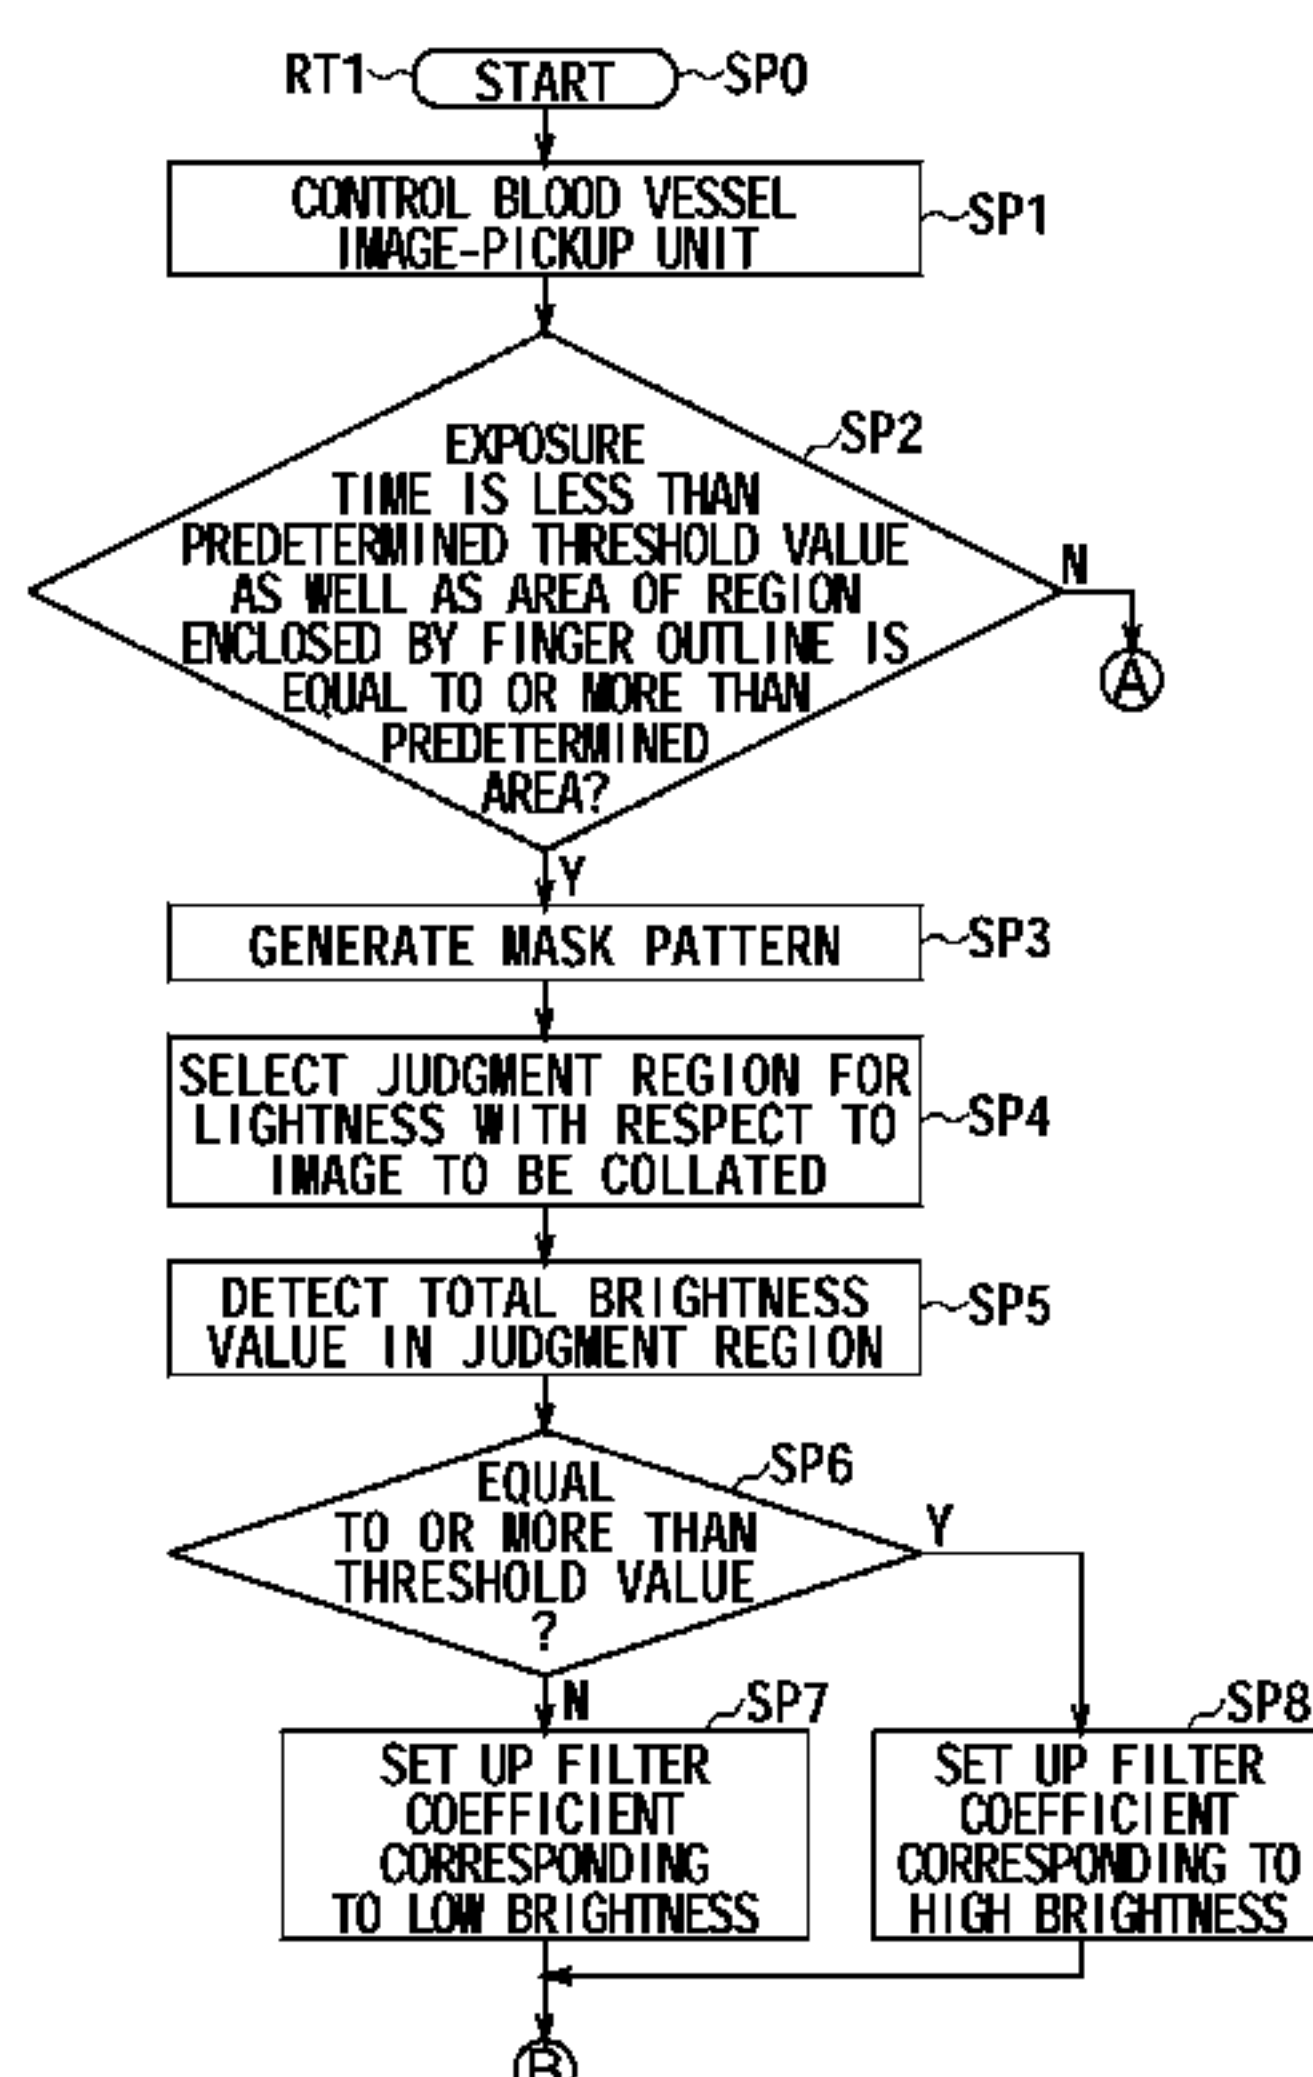 RT1 START SP0
CONTROL BLOOD VESSEL
IMAGE-PICKUP UNIT
SP1
SP2
EXPOSURE
TIME IS LESS THAN
PREDETERMINED THRESHOLD VALUE
AS WELL AS AREA OF REGION
ENCLOSED BY FINGER OUTLINE IS
EQUAL TO OR MORE THAN
PREDETERMINED
AREA?
N
A
Y
GENERATE MASK PATTERN
SP3
SELECT JUDGMENT REGION FOR
LIGHTNESS WITH RESPECT TO
IMAGE TO BE COLLATED
SP4
DETECT TOTAL BRIGHTNESS
VALUE IN JUDGMENT REGION
SP5
SP6
EQUAL
TO OR MORE THAN
THRESHOLD VALUE
?
Y
N
SP7
SET UP FILTER
COEFFICIENT
CORRESPONDING
TO LOW BRIGHTNESS
SP8
SET UP FILTER
COEFFICIENT
CORRESPONDING TO
HIGH BRIGHTNESS
B